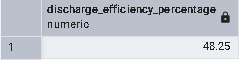 discharge_efficiency_percentage
numeric
1
48.25